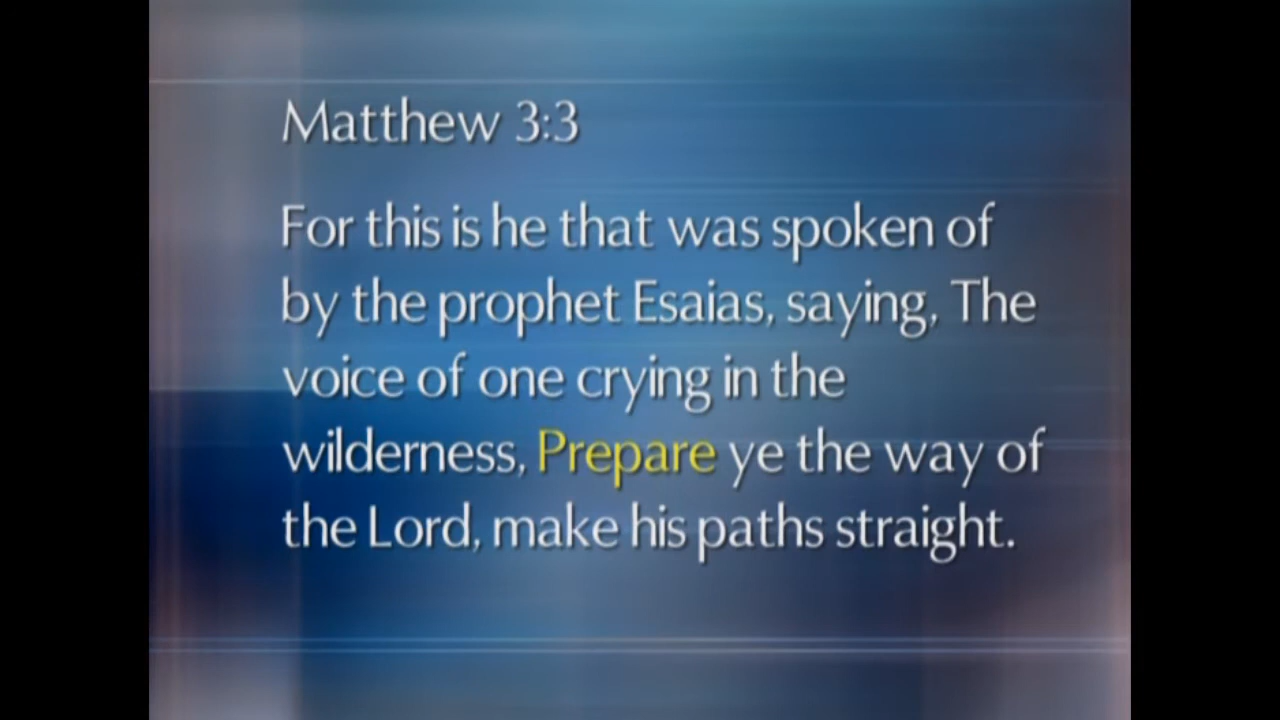 Matthew 3:3
For this is he that was spoken of
by the prophet Esaias, saying, The
voice of one crying in the
wilderness, Prepare ye the way of
the Lord, make his paths straight.